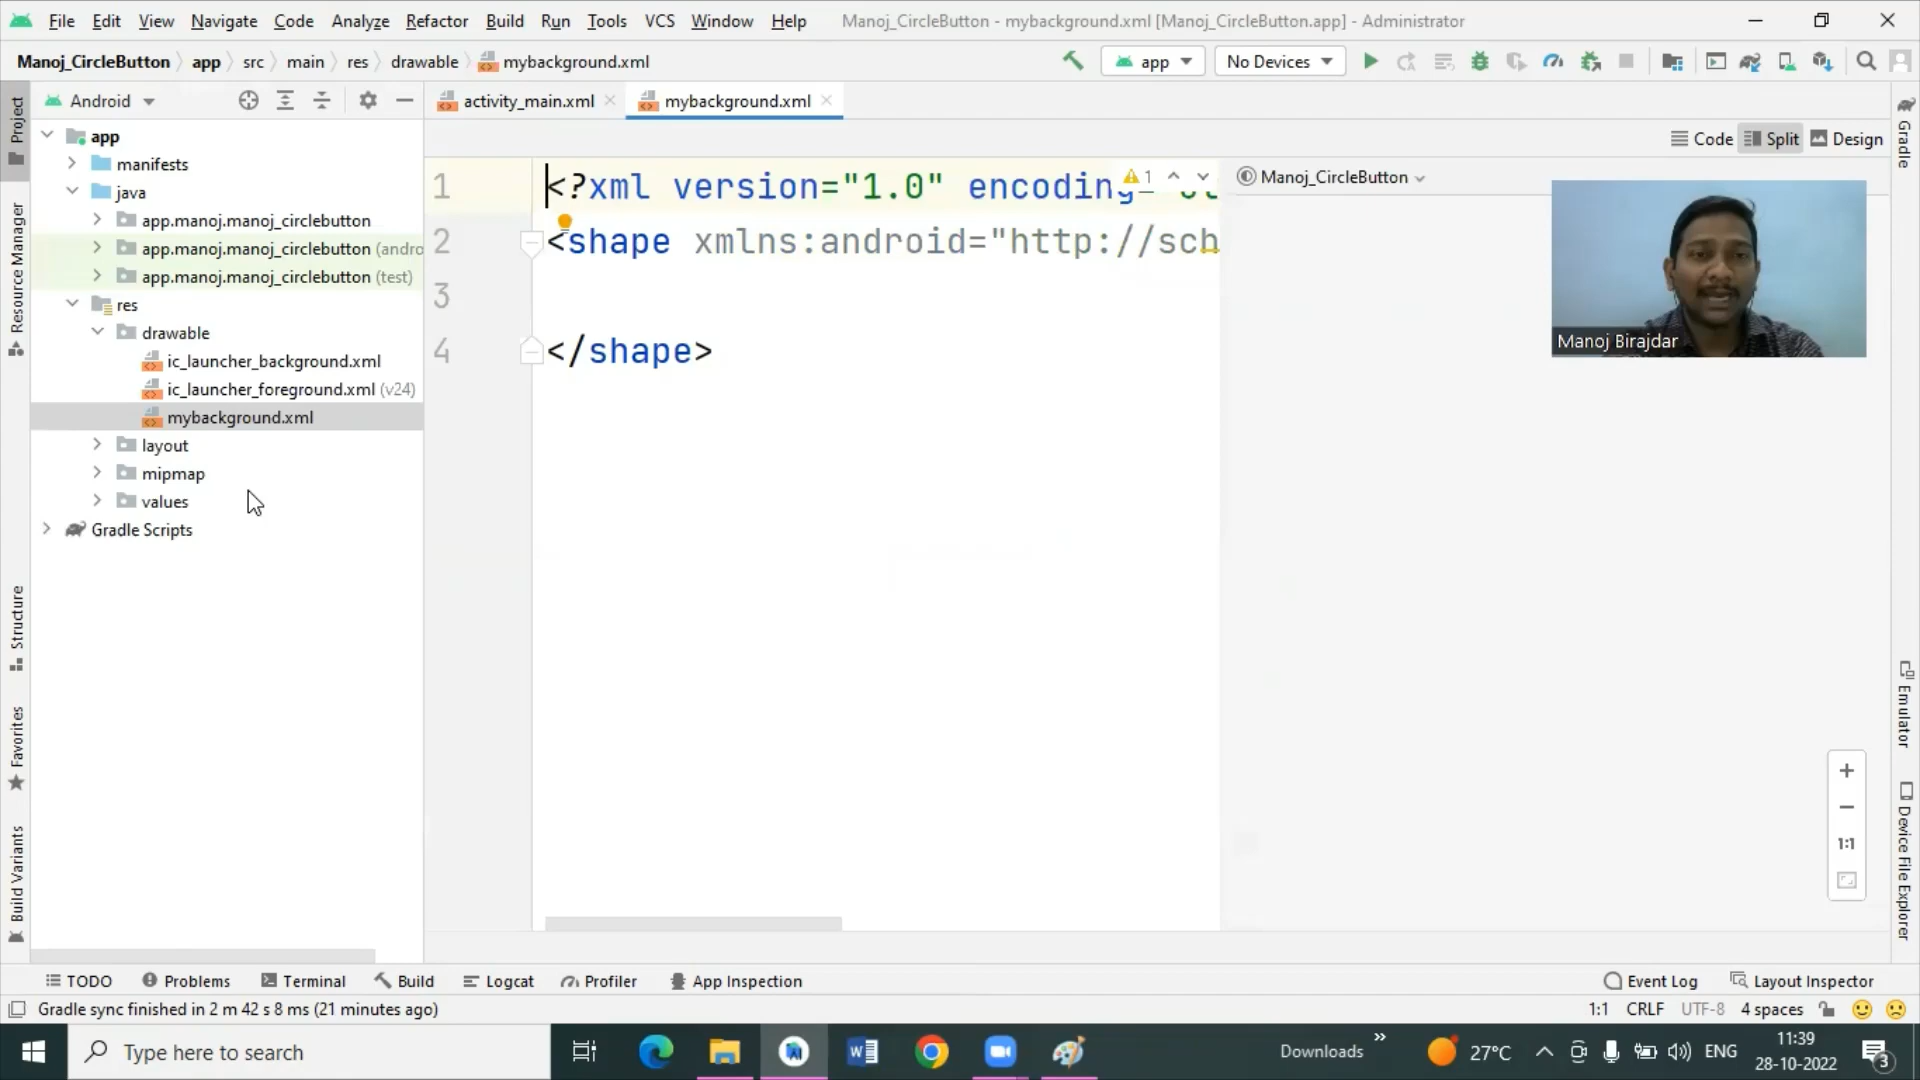 File Edit View Navigate Code Analyze Refactor Build Run Tools VCS Window Help Manoj_CircleButton - mybackground.xml [Manoj_CircleButton.app] - Administrator
Manoj_CircleButton app src main res drawable mybackground.xml app No Devices
Android activity_main.xml mybackground.xml
Code Split Design
Project
Resource Manager
Structure
Favorites
Build Variants
app
manifests
java
app.manoj.manoj_circlebutton
app.manoj.manoj_circlebutton (andro
app.manoj.manoj_circlebutton (test)
res
drawable
ic_launcher_background.xml
ic_launcher_foreground.xml (v24)
mybackground.xml
layout
mipmap
values
Gradle Scripts
1 <?xml version="1.0" encoding=
1
2 <shape xmlns:android="http://sch
3
4 </shape>
Manoj_CircleButton
Manoj Birajdar
1:1
Gradle
Emulator
Device File Explorer
TODO Problems Terminal Build Logcat Profiler App Inspection Event Log Layout Inspector
Gradle sync finished in 2 m 42 s 8 ms (21 minutes ago) 1:1 CRLF UTF-8 4 spaces
Type here to search Downloads 27°C ENG 11:39
28-10-2022
3